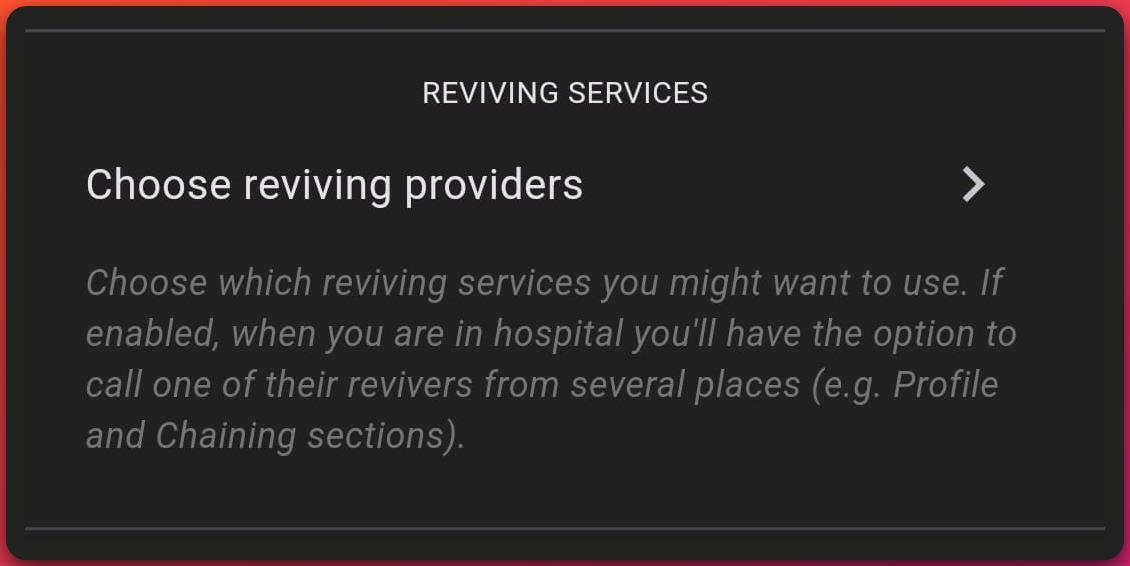 REVIVING SERVICES
Choose reviving providers
Choose which reviving services you might want to use. If
enabled, when you are in hospital you'll have the option to
call one of their revivers from several places (e.g. Profile
and Chaining sections).